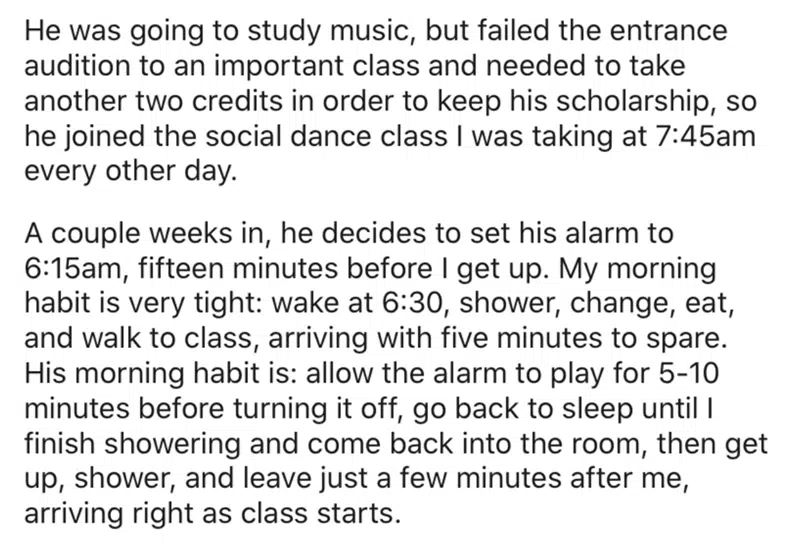 He was going to study music, but failed the entrance
audition to an important class and needed to take
another two credits in order to keep his scholarship, so
he joined the social dance class I was taking at 7:45am
every other day.
A couple weeks in, he decides to set his alarm to
6:15am, fifteen minutes before I get up. My morning
habit is very tight: wake at 6:30, shower, change, eat,
and walk to class, arriving with five minutes to spare.
His morning habit is: allow the alarm to play for 5-10
minutes before turning it off, go back to sleep until I
finish showering and come back into the room, then get
up, shower, and leave just a few minutes after me,
arriving right as class starts.